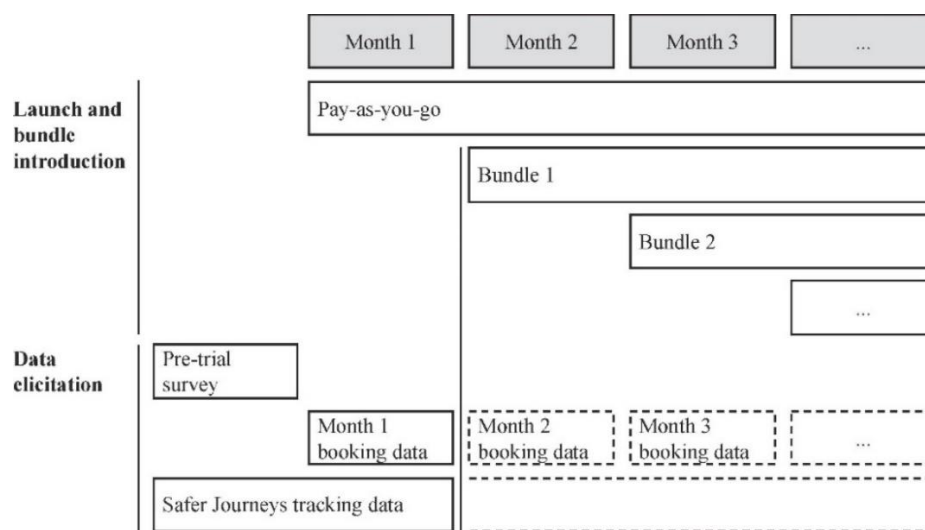 Month 1
Month 2
Month 3
...
Launch and
bundle
introduction
Pay-as-you-go
Bundle 1
Bundle 2
...
Data
elicitation
Pre-trial
survey
Month 1
booking data
Month 2
booking data
Month 3
booking data
...
Safer Journeys tracking data